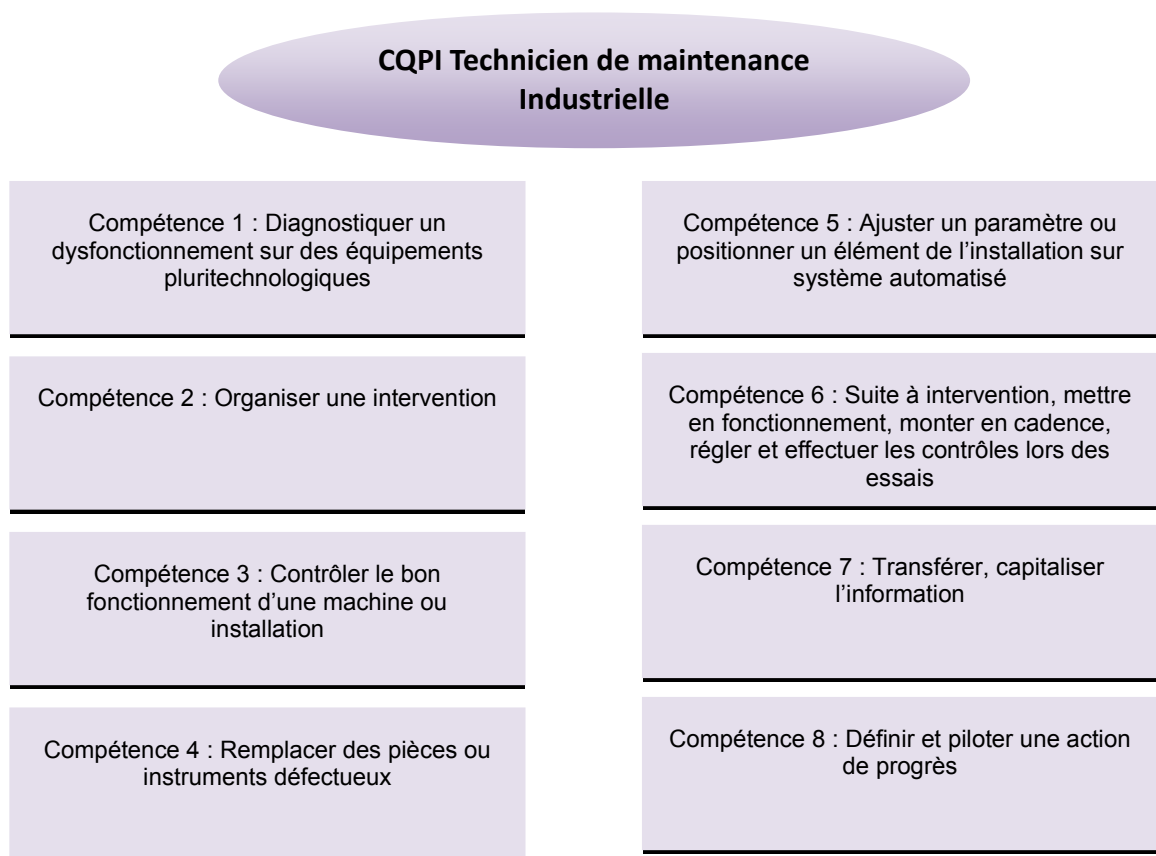 CQPI Technicien de maintenance
Industrielle
Compétence 1 : Diagnostiquer un
dysfonctionnement sur des équipements
pluritechnologiques
Compétence 2 : Organiser une intervention
Compétence 3 : Contrôler le bon
fonctionnement d’une machine ou
installation
Compétence 4 : Remplacer des pièces ou
instruments défectueux
Compétence 5 : Ajuster un paramètre ou
positionner un élément de l’installation sur
système automatisé
Compétence 6 : Suite à intervention, mettre
en fonctionnement, monter en cadence,
régler et effectuer les contrôles lors des
essais
Compétence 7 : Transférer, capitaliser
l’information
Compétence 8 : Définir et piloter une action
de progrès